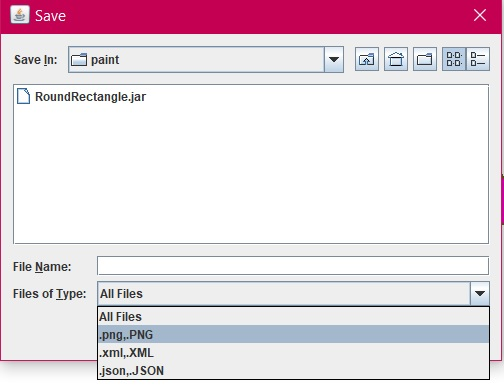 Save
Save In: paint
RoundRectangle.jar
File Name:
Files of Type: All Files
All Files
.png,.PNG
.xml,.XML
.json,.JSON